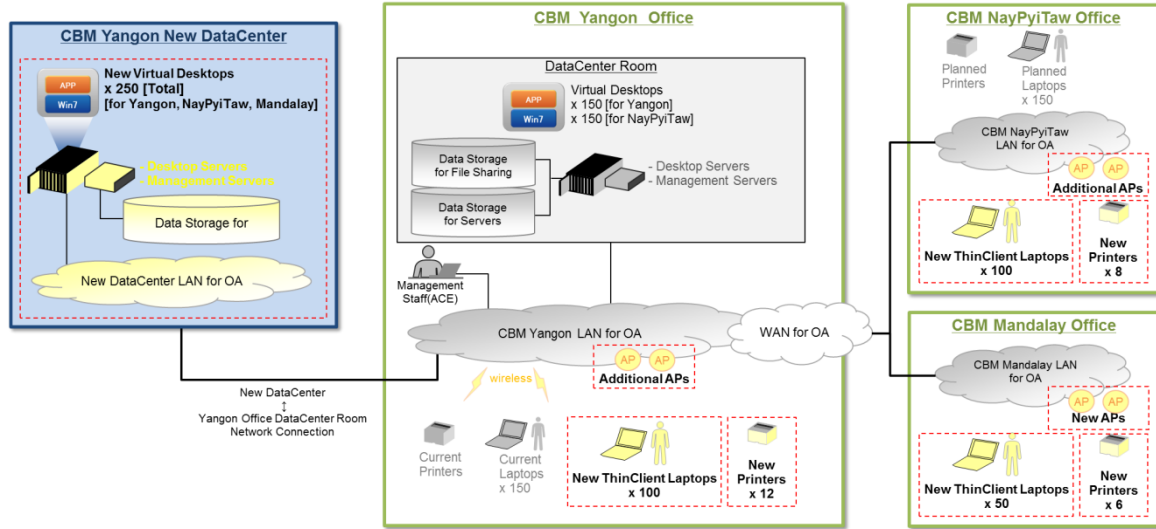 CBM Yangon New DataCenter
APP
Win7
New Virtual Desktops
x 250 [Total]
[for Yangon, NayPyiTaw, Mandalay]
- Desktop Servers
- Management Servers
Data Storage for
New DataCenter LAN for OA
New DataCenter
↕
Yangon Office DataCenter Room
Network Connection
CBM Yangon Office
DataCenter Room
APP
Win7
Virtual Desktops
x 150 [for Yangon]
x 150 [for NayPyiTaw]
Data Storage
for File Sharing
Data Storage
for Servers
- Desktop Servers
- Management Servers
Management
Staff(ACE)
CBM Yangon LAN for OA
WAN for OA
AP
AP
Additional APs
wireless
Current
Printers
Current
Laptops
x 150
New ThinClient Laptops
x 100
New
Printers
x 12
CBM NayPyiTaw Office
Planned
Printers
Planned
Laptops
x 150
CBM NayPyiTaw
LAN for OA
AP
AP
Additional APs
New ThinClient Laptops
x 100
New
Printers
x 8
CBM Mandalay Office
CBM Mandalay LAN
for OA
AP
AP
New APs
New ThinClient Laptops
x 50
New
Printers
x 6